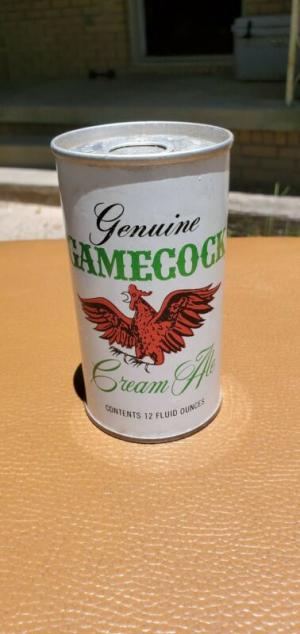 Genuine
GAMECOCK
Cream Ale
CONTENTS 12 FLUID OUNCES